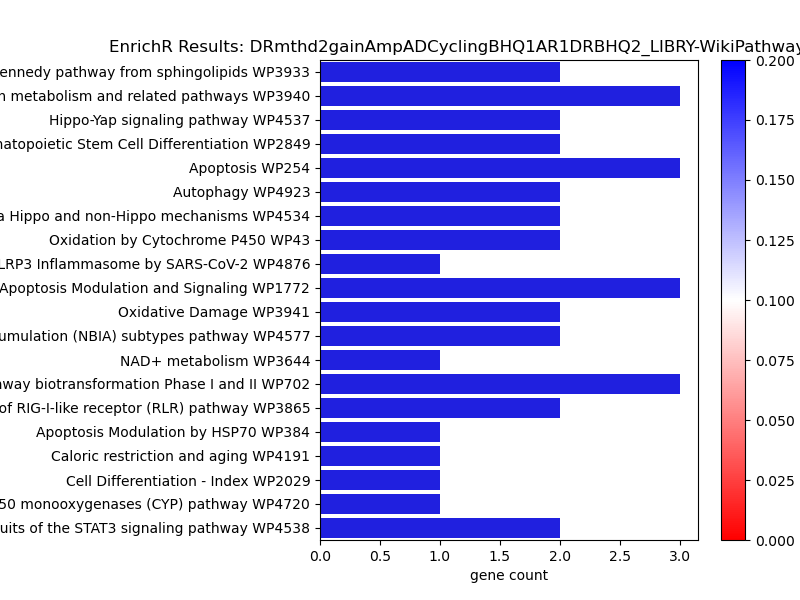 EnrichR Results: DRmthd2gainAmpADCyclingBHQ1AR1DRBHQ2_LIBRY-WikiPathway
ennedy pathway from sphingolipids WP3933
metabolism and related pathways WP3940
Hippo-Yap signaling pathway WP4537
matopoietic Stem Cell Differentiation WP2849
Apoptosis WP254
Autophagy WP4923
a Hippo and non-Hippo mechanisms WP4534
Oxidation by Cytochrome P450 WP43
LRP3 Inflammasome by SARS-CoV-2 WP4876
Apoptosis Modulation and Signaling WP1772
Oxidative Damage WP3941
umulation (NBIA) subtypes pathway WP4577
NAD+ metabolism WP3644
way biotransformation Phase I and II WP702
of RIG-I-like receptor (RLR) pathway WP3865
Apoptosis Modulation by HSP70 WP384
Caloric restriction and aging WP4191
Cell Differentiation - Index WP2029
50 monooxygenases (CYP) pathway WP4720
uits of the STAT3 signaling pathway WP4538
0.0 0.5 1.0 1.5 2.0 2.5 3.0
gene count
0.200
0.175
0.150
0.125
0.100
0.075
0.050
0.025
0.000